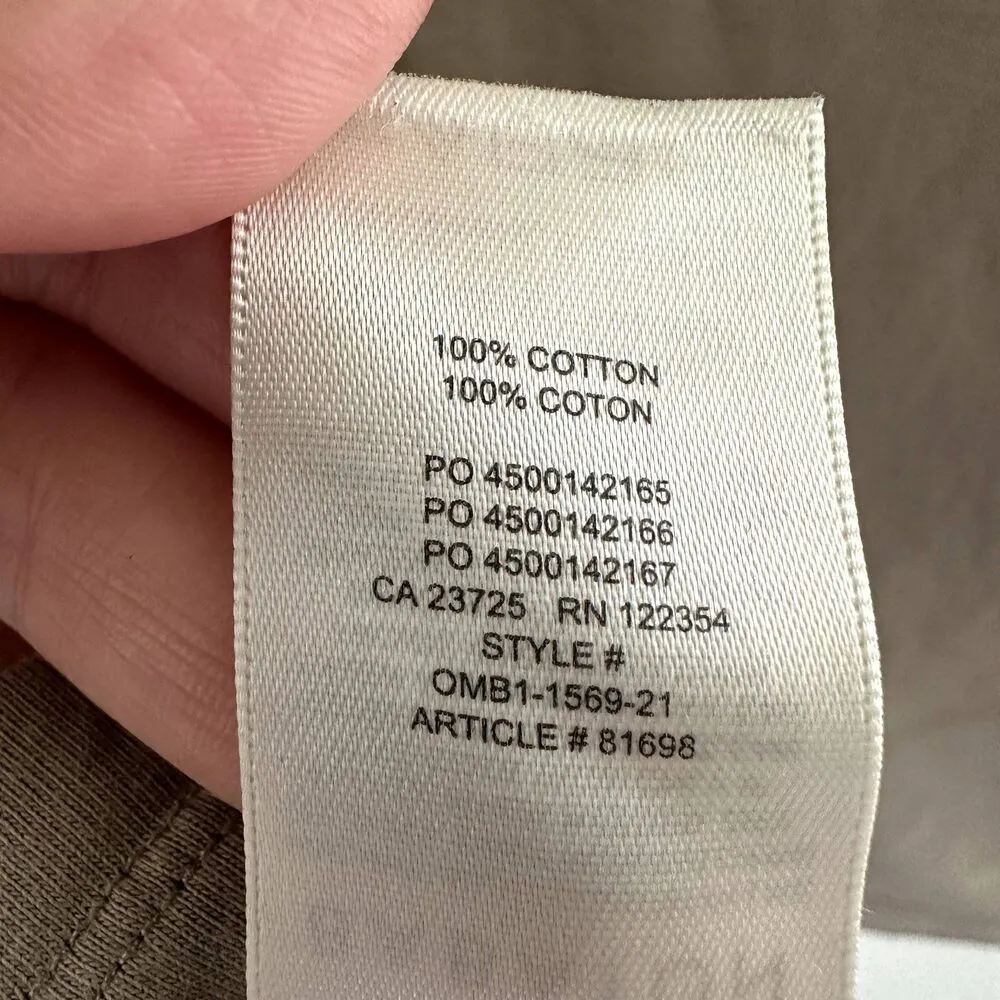 100% COTTON
100% COTON
PO 4500142165
PO 4500142166
PO 4500142167
CA 23725 RN 122354
STYLE #
OMB1-1569-21
ARTICLE # 81698